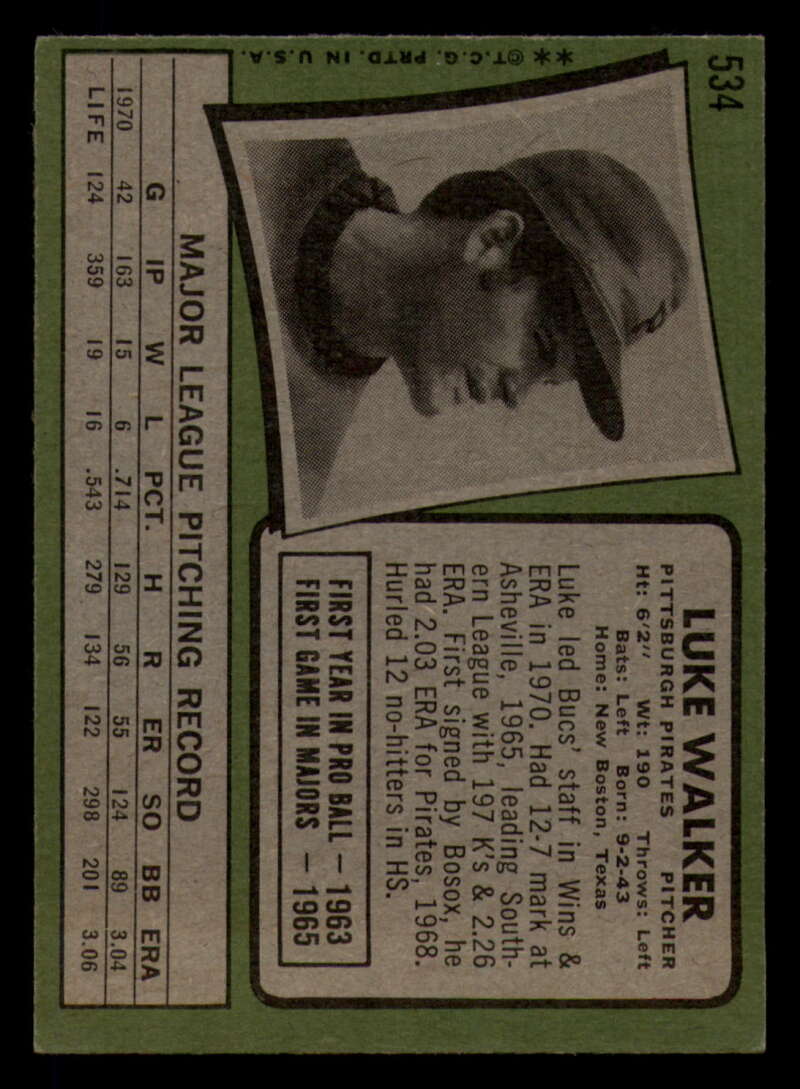 534
**©T.C.G. PRTD. IN U.S.A.
LUKE WALKER
PITTSBURGH PIRATES PITCHER
Ht: 6'2" Wt: 190 Throws: Left
Bats: Left Born: 9-2-43
Home: New Boston, Texas
Luke led Bucs' staff in Wins &
ERA in 1970. Had 12-7 mark at
Asheville, 1965, leading South-
ern League with 197 K's & 2.26
ERA. First signed by Bosox, he
had 2.03 ERA for Pirates, 1968.
Hurled 12 no-hitters in HS.
FIRST YEAR IN PRO BALL — 1963
FIRST GAME IN MAJORS — 1965
MAJOR LEAGUE PITCHING RECORD
G IP W L PCT. H R ER SO BB ERA
1970 42 163 15 6 .714 129 56 55 124 89 3.04
LIFE 124 359 19 16 .543 279 134 122 298 201 3.06